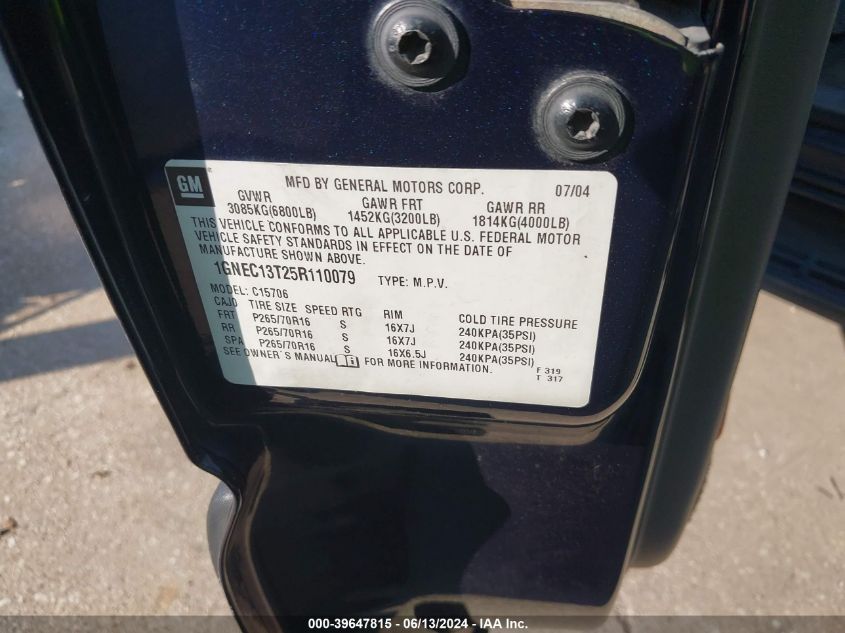 GM
MFD BY GENERAL MOTORS CORP. 07/04
GVWR GAWR FRT GAWR RR
3085KG(6800LB) 1452KG(3200LB) 1814KG(4000LB)
THIS VEHICLE CONFORMS TO ALL APPLICABLE U.S. FEDERAL MOTOR
VEHICLE SAFETY STANDARDS IN EFFECT ON THE DATE OF
MANUFACTURE SHOWN ABOVE.
1GNEC13T25R110079 TYPE: M.P.V.
MODEL: C15706
CAJD TIRE SIZE SPEED RTG RIM COLD TIRE PRESSURE
FRT P265/70R16 S 16X7J 240KPA(35PSI)
RR P265/70R16 S 16X7J 240KPA(35PSI)
SPA P265/70R16 S 16X6.5J 240KPA(35PSI)
SEE OWNER'S MANUAL FOR MORE INFORMATION.
F 319
T 317
000-39647815 - 06/13/2024 - IAA Inc.